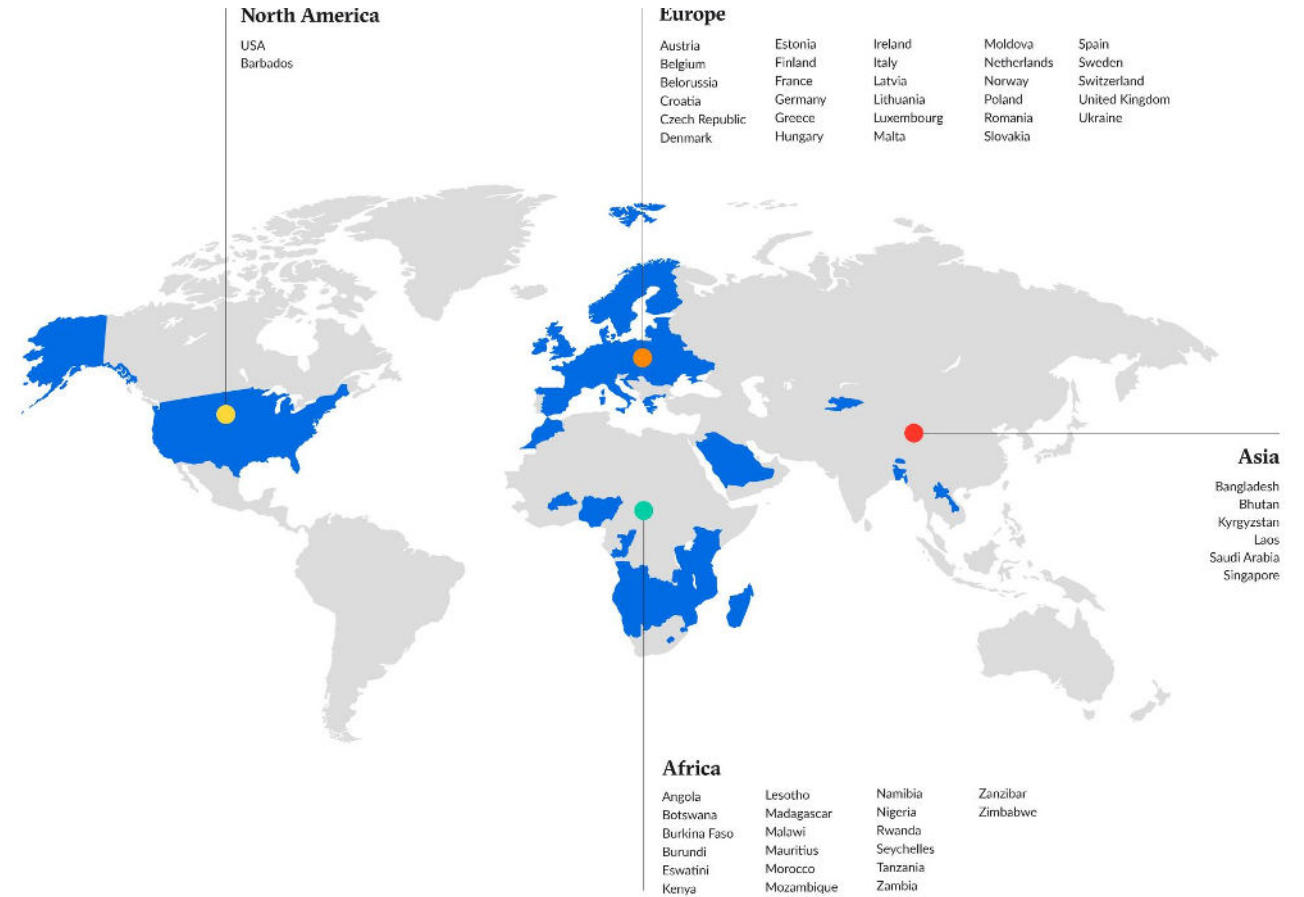 North America
USA
Barbados
Europe
Austria
Belgium
Belorussia
Croatia
Czech Republic
Denmark
Estonia
Finland
France
Germany
Greece
Hungary
Ireland
Italy
Latvia
Lithuania
Luxembourg
Malta
Moldova
Netherlands
Norway
Poland
Romania
Slovakia
Spain
Sweden
Switzerland
United Kingdom
Ukraine
Asia
Bangladesh
Bhutan
Kyrgyzstan
Laos
Saudi Arabia
Singapore
Africa
Angola
Botswana
Burkina Faso
Burundi
Eswatini
Kenya
Lesotho
Madagascar
Malawi
Mauritius
Morocco
Mozambique
Namibia
Nigeria
Rwanda
Seychelles
Tanzania
Zambia
Zanzibar
Zimbabwe